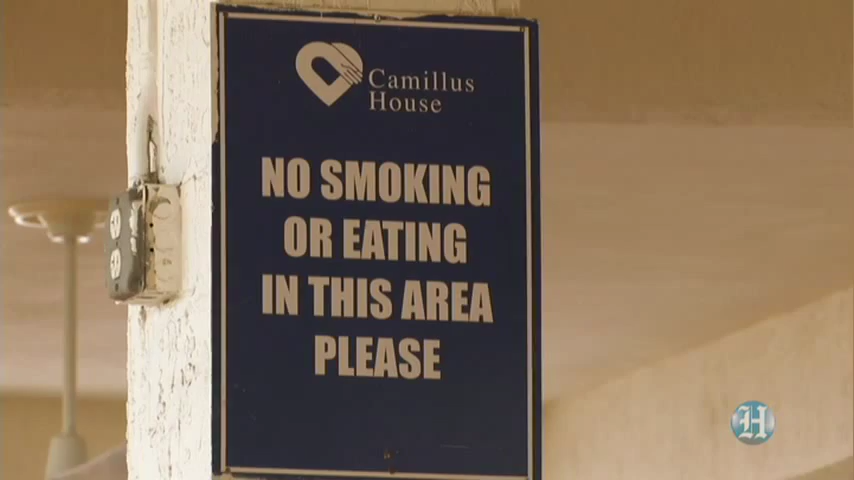 Camillus
House
NO SMOKING
OR EATING
IN THIS AREA
PLEASE
H